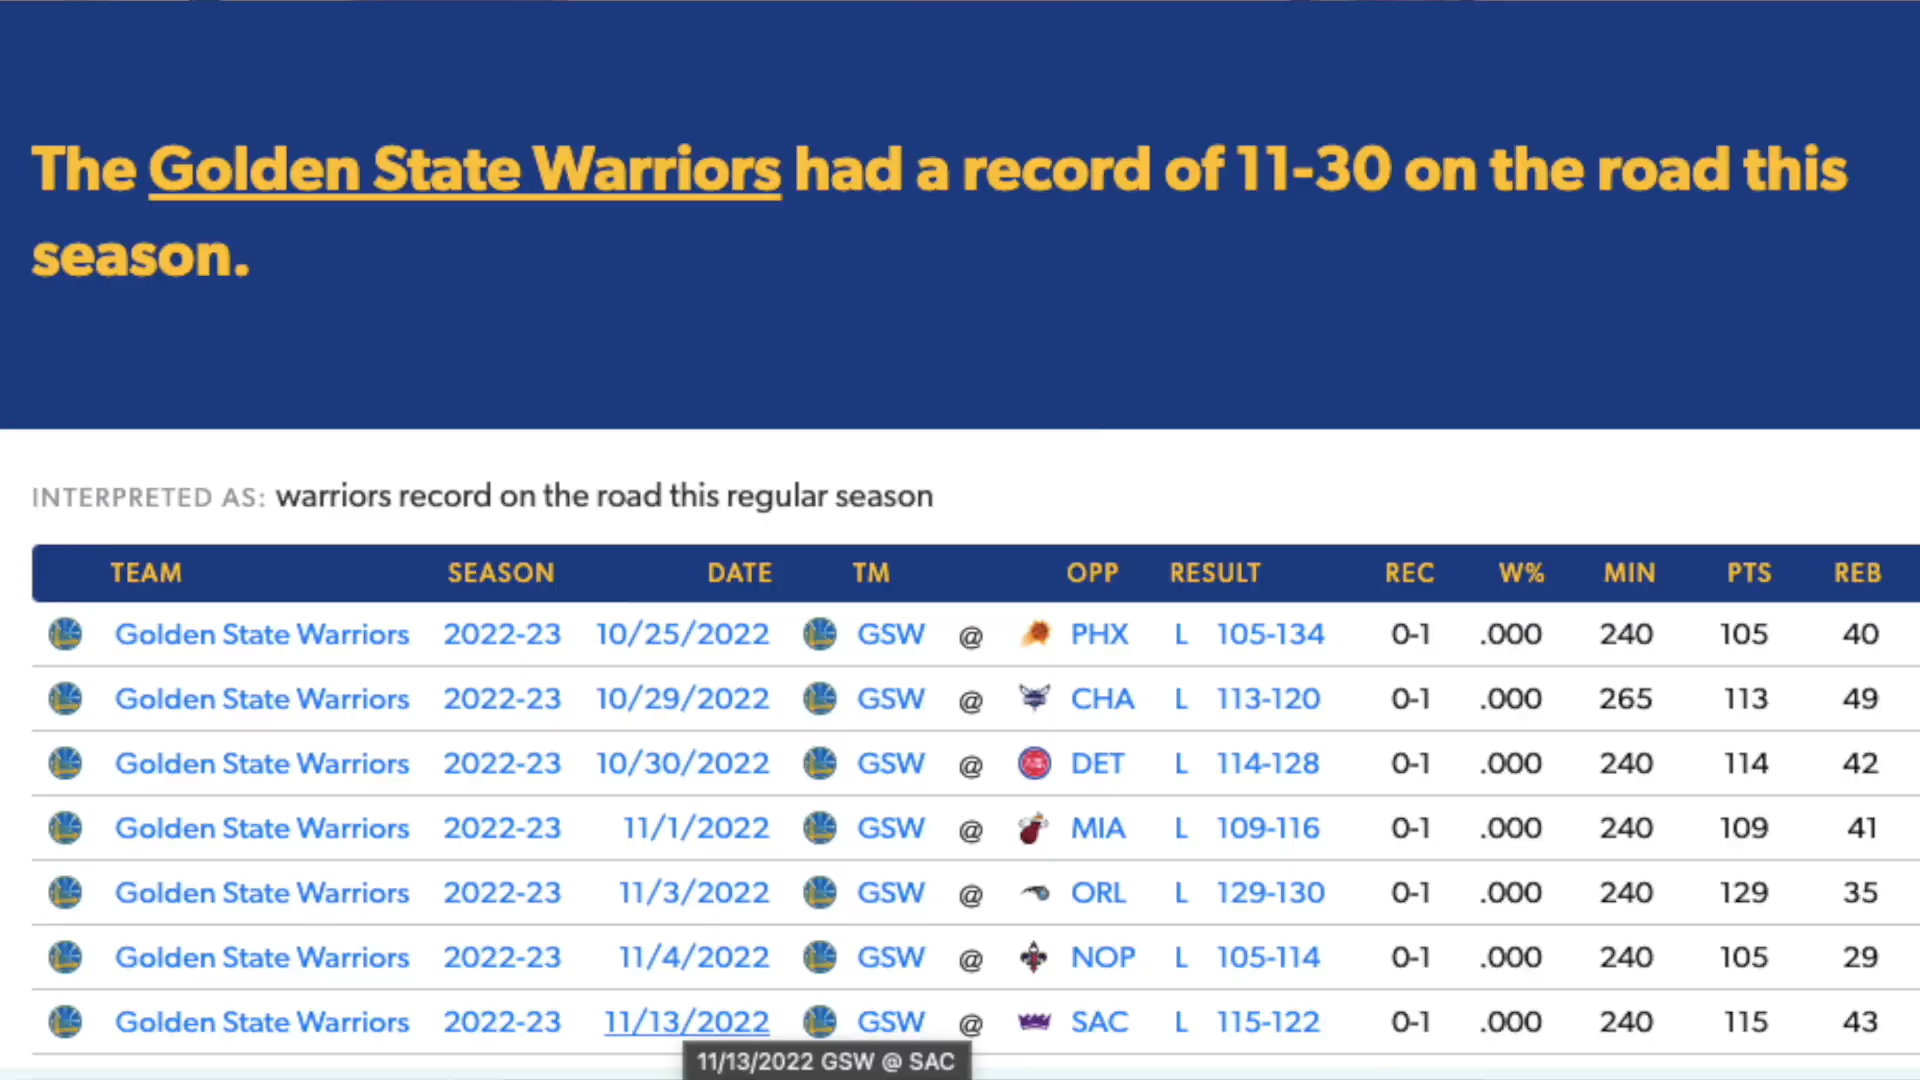 The Golden State Warriors had a record of 11-30 on the road this
season.
INTERPRETED AS: warriors record on the road this regular season
TEAM SEASON DATE TM OPP RESULT REC W% MIN PTS REB
Golden State Warriors 2022-23 10/25/2022 GSW @ PHX L 105-134 0-1 .000 240 105 40
Golden State Warriors 2022-23 10/29/2022 GSW @ CHA L 113-120 0-1 .000 265 113 49
Golden State Warriors 2022-23 10/30/2022 GSW @ DET L 114-128 0-1 .000 240 114 42
Golden State Warriors 2022-23 11/1/2022 GSW @ MIA L 109-116 0-1 .000 240 109 41
Golden State Warriors 2022-23 11/3/2022 GSW @ ORL L 129-130 0-1 .000 240 129 35
Golden State Warriors 2022-23 11/4/2022 GSW @ NOP L 105-114 0-1 .000 240 105 29
Golden State Warriors 2022-23 11/13/2022 GSW @ SAC L 115-122 0-1 .000 240 115 43
11/13/2022 GSW @ SAC